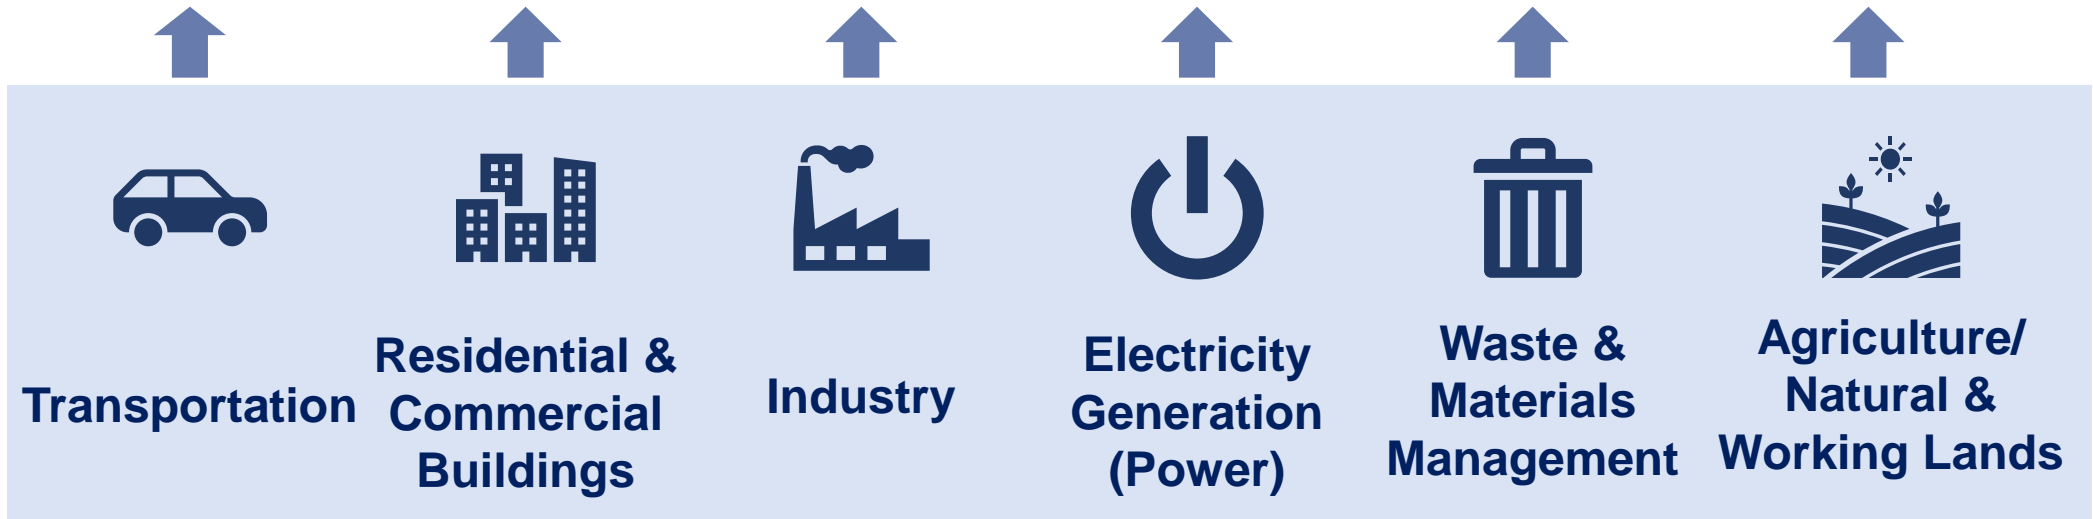 Transportation
Residential &
Commercial
Buildings
Industry
Electricity
Generation
(Power)
Waste &
Materials
Management
Agriculture/
Natural &
Working Lands